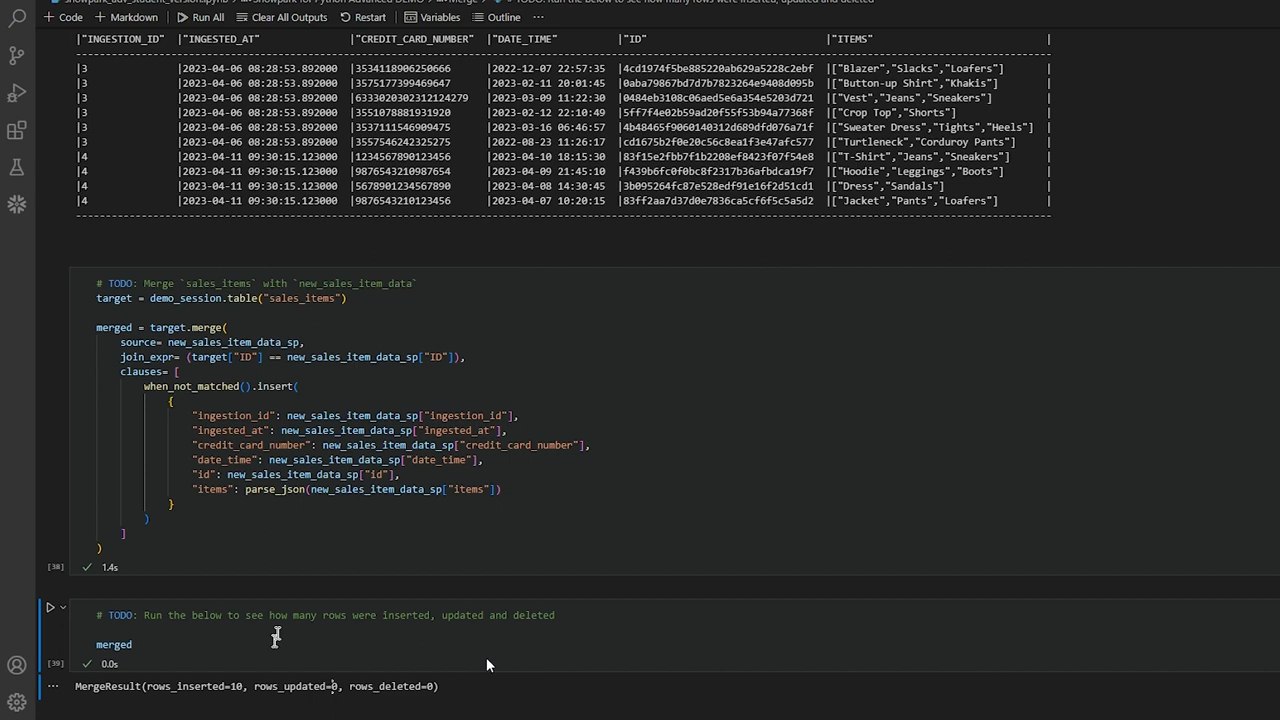 + Code + Markdown Run All Clear All Outputs Restart Variables Outline ...
|"INGESTION_ID" |"INGESTED_AT" |"CREDIT_CARD_NUMBER" |"DATE_TIME" |"ID" |"ITEMS" |
|3 |2023-04-06 08:28:53.892000 |3534118906250666 |2022-12-07 22:57:35 |4cd1974f5be885220ab629a5228c2ebf |["Blazer","Slacks","Loafers"] |
|3 |2023-04-06 08:28:53.892000 |3575177399469647 |2023-02-11 20:01:45 |0aba79867bd7d7b7823264e9408d095b |["Button-up Shirt","Khakis"] |
|3 |2023-04-06 08:28:53.892000 |6333020302312124279 |2023-03-09 11:22:30 |0484eb3108c06aed5e6a354e5203d721 |["Vest","Jeans","Sneakers"] |
|3 |2023-04-06 08:28:53.892000 |3551078881931920 |2023-02-12 22:10:49 |5ff7f4e02b59ad20f55f53b94a77368f |["Crop Top","Shorts"] |
|3 |2023-04-06 08:28:53.892000 |3537111546909475 |2023-03-16 06:46:57 |4b48465f9060140312d689dfd076a71f |["Sweater Dress","Tights","Heels"] |
|3 |2023-04-06 08:28:53.892000 |3557546242325275 |2022-08-23 11:26:17 |cd1675b2f0e20c56c8ea1f3e47afc577 |["Turtleneck","Corduroy Pants"] |
|4 |2023-04-11 09:30:15.123000 |1234567890123456 |2023-04-10 18:15:30 |83f15e2fbb7f1b2208ef8423f07f54e8 |["T-Shirt","Jeans","Sneakers"] |
|4 |2023-04-11 09:30:15.123000 |9876543210987654 |2023-04-09 21:45:10 |f439b6fc0f0bc8f2317b36afbdca19f7 |["Hoodie","Leggings","Boots"] |
|4 |2023-04-11 09:30:15.123000 |5678901234567890 |2023-04-08 14:30:45 |3b095264fc87e528edf91e16f2d51cd1 |["Dress","Sandals"] |
|4 |2023-04-11 09:30:15.123000 |9876543210123456 |2023-04-07 10:20:15 |83ff2aa7d37d0e7836ca5cf6f5c5a5d2 |["Jacket","Pants","Loafers"] |
# TODO: Merge `sales_items` with `new_sales_item_data`
target = demo_session.table("sales_items")
merged = target.merge(
source= new_sales_item_data_sp,
join_expr= (target["ID"] == new_sales_item_data_sp["ID"]),
clauses= [
when_not_matched().insert(
{
"ingestion_id": new_sales_item_data_sp["ingestion_id"],
"ingested_at": new_sales_item_data_sp["ingested_at"],
"credit_card_number": new_sales_item_data_sp["credit_card_number"],
"date_time": new_sales_item_data_sp["date_time"],
"id": new_sales_item_data_sp["id"],
"items": parse_json(new_sales_item_data_sp["items"])
}
)
]
)
[38] ✓ 1.4s
# TODO: Run the below to see how many rows were inserted, updated and deleted
merged
[39] ✓ 0.0s
... MergeResult(rows_inserted=10, rows_updated=0, rows_deleted=0)